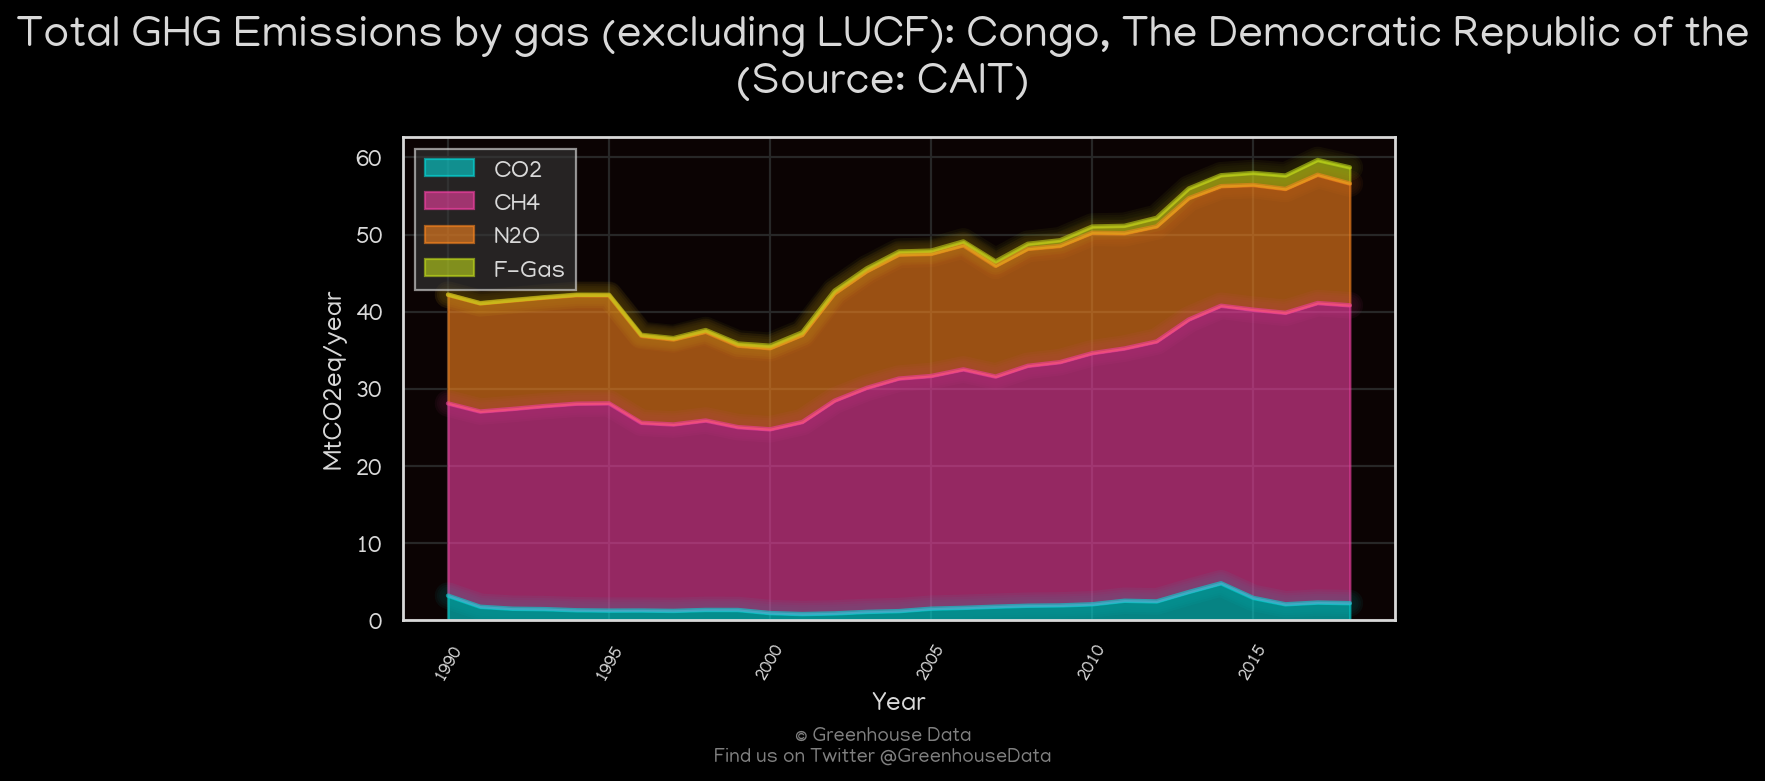 Total GHG Emissions by gas (excluding LUCF): Congo, The Democratic Republic of the
(Source: CAIT)
CO2
CH4
N2O
F-Gas
MtCO2eq/year
60
50
40
30
20
10
0
1990
1995
2000
2005
2010
2015
Year
© Greenhouse Data
Find us on Twitter @GreenhouseData